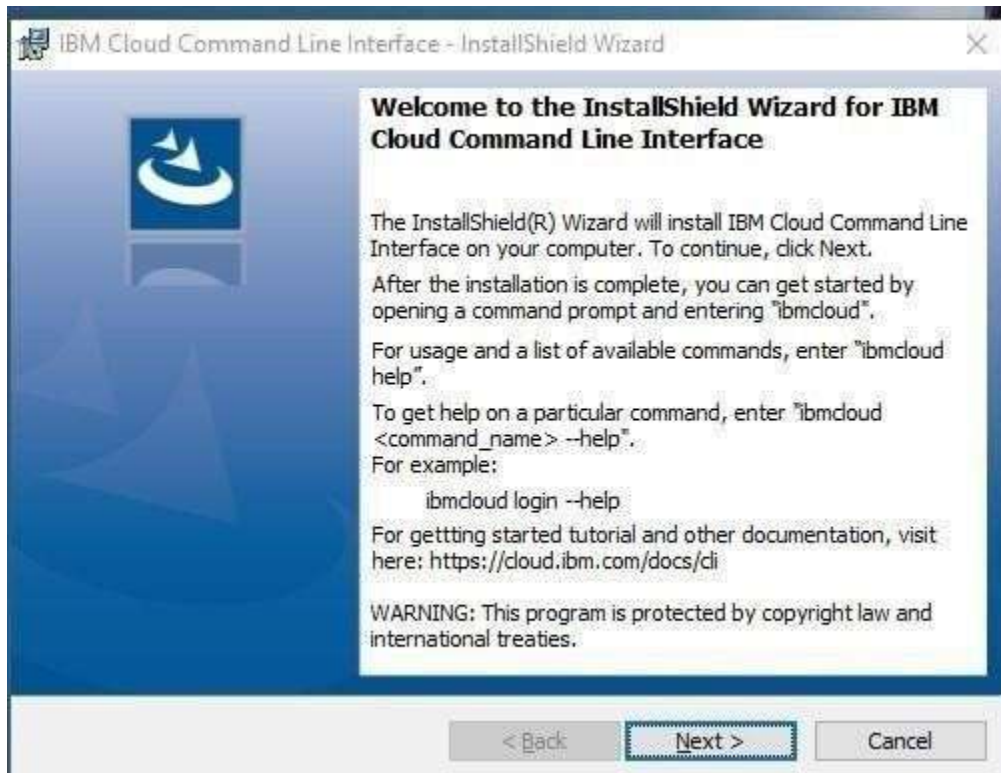 IBM Cloud Command Line Interface - InstallShield Wizard
Welcome to the InstallShield Wizard for IBM
Cloud Command Line Interface
The InstallShield(R) Wizard will install IBM Cloud Command Line
Interface on your computer. To continue, click Next.
After the installation is complete, you can get started by
opening a command prompt and entering "ibmcloud".
For usage and a list of available commands, enter "ibmcloud
help".
To get help on a particular command, enter "ibmcloud
<command_name> --help".
For example:
ibmcloud login --help
For gettting started tutorial and other documentation, visit
here: https://cloud.ibm.com/docs/cli
WARNING: This program is protected by copyright law and
international treaties.
< Back
Next >
Cancel